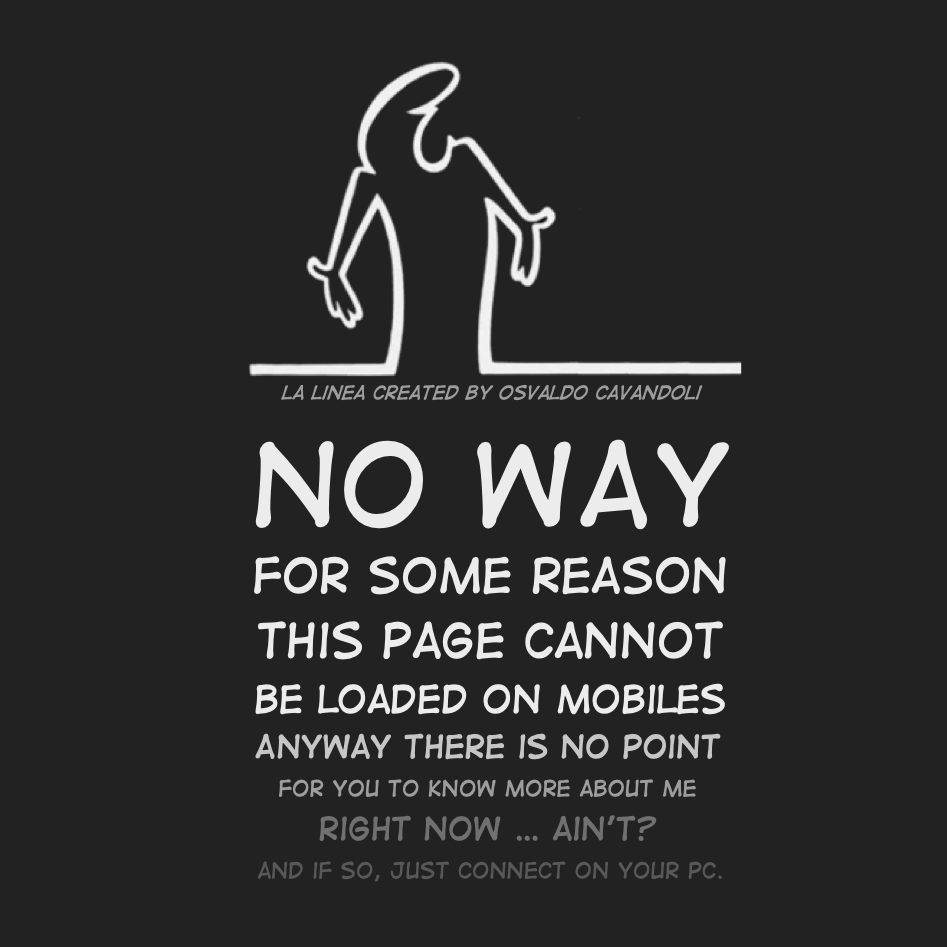 LA LINEA CREATED BY OSVALDO CAVANDOLI
NO WAY
FOR SOME REASON
THIS PAGE CANNOT
BE LOADED ON MOBILES
ANYWAY THERE IS NO POINT
FOR YOU TO KNOW MORE ABOUT ME
RIGHT NOW ... AIN'T?
AND IF SO, JUST CONNECT ON YOUR PC.